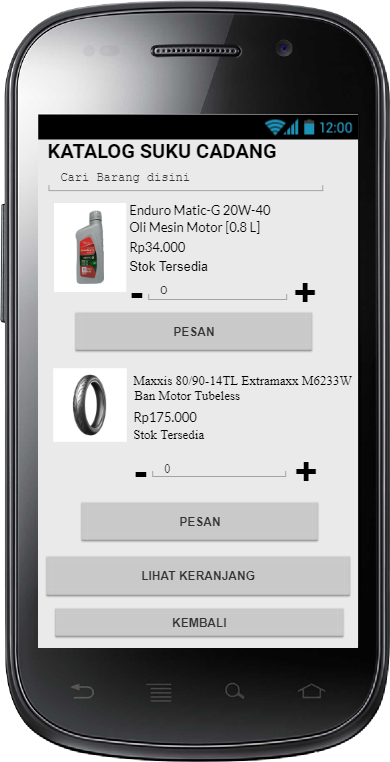 12:00
KATALOG SUKU CADANG
Cari Barang disini
Enduro Matic-G 20W-40
Oli Mesin Motor [0.8 L]
Rp34.000
Stok Tersedia
- 0 +
PESAN
Maxxis 80/90-14TL Extramaxx M6233W
Ban Motor Tubeless
Rp175.000
Stok Tersedia
- 0 +
PESAN
LIHAT KERANJANG
KEMBALI